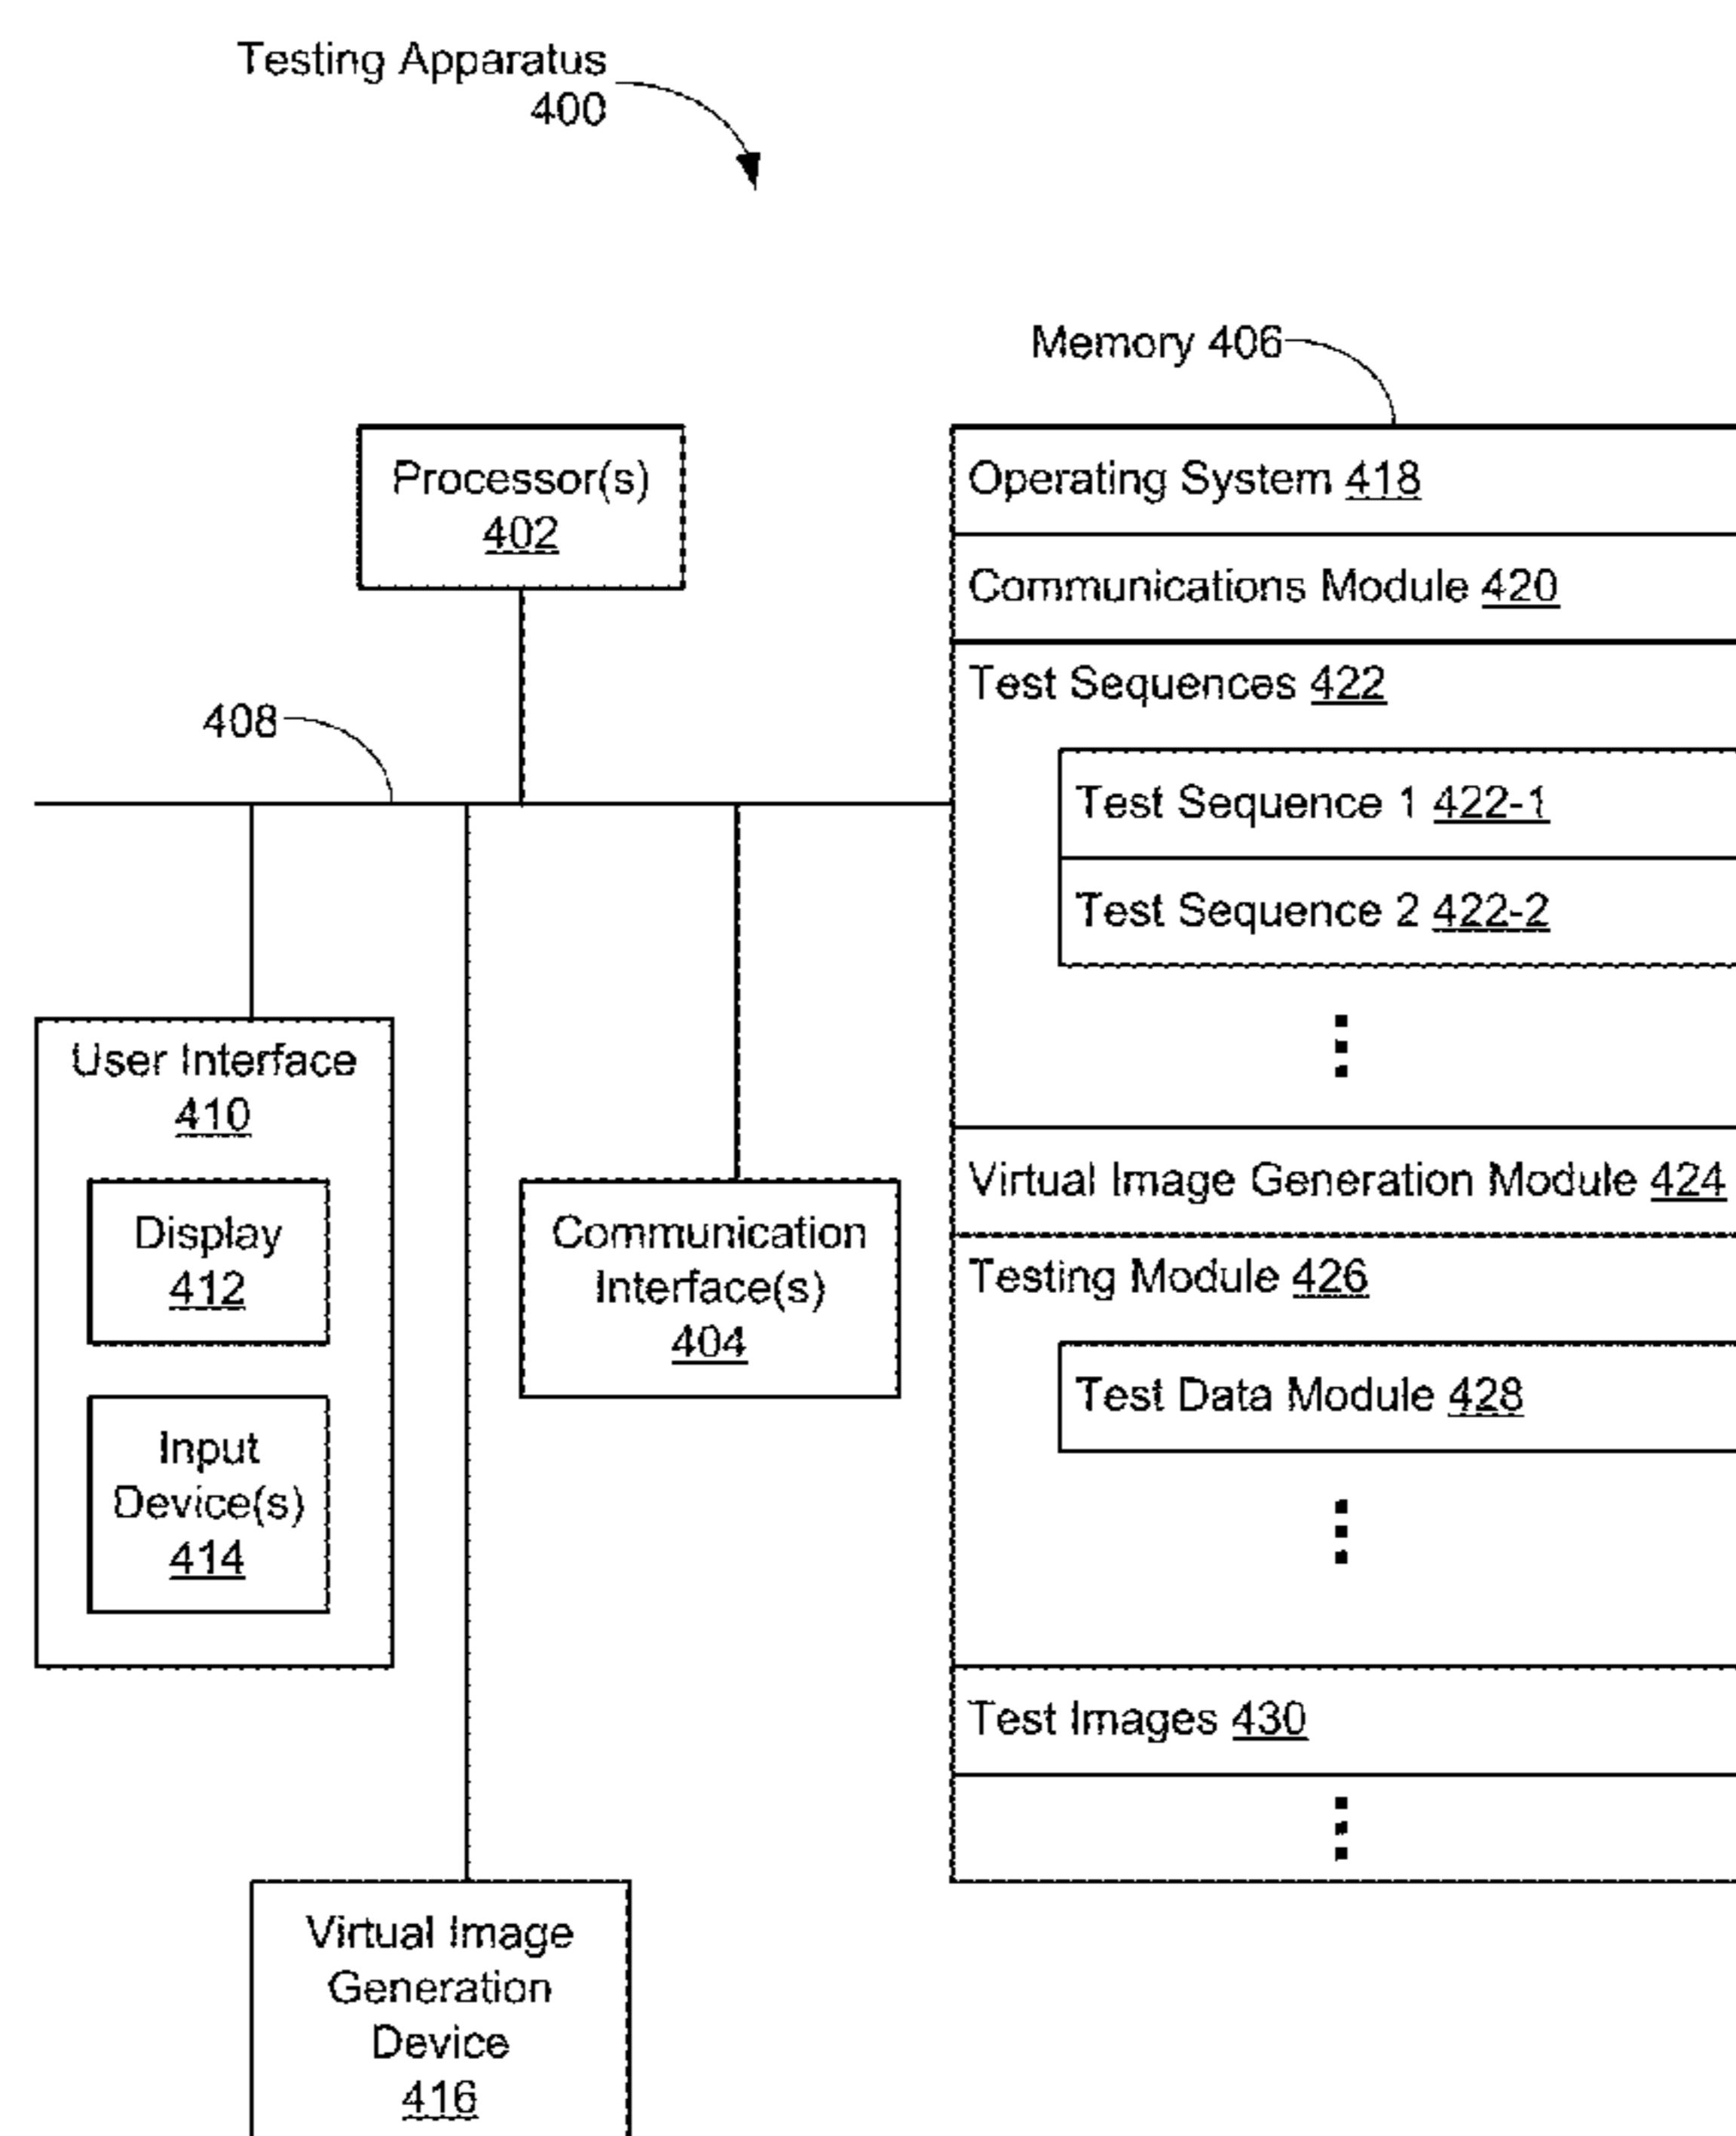 Testing Apparatus
400
Memory 406
Processor(s)
402
408
User Interface
410
Display
412
Input
Device(s)
414
Communication
Interface(s)
404
Virtual Image
Generation
Device
416
Operating System 418
Communications Module 420
Test Sequences 422
Test Sequence 1 422-1
Test Sequence 2 422-2
Virtual Image Generation Module 424
Testing Module 426
Test Data Module 428
Test Images 430